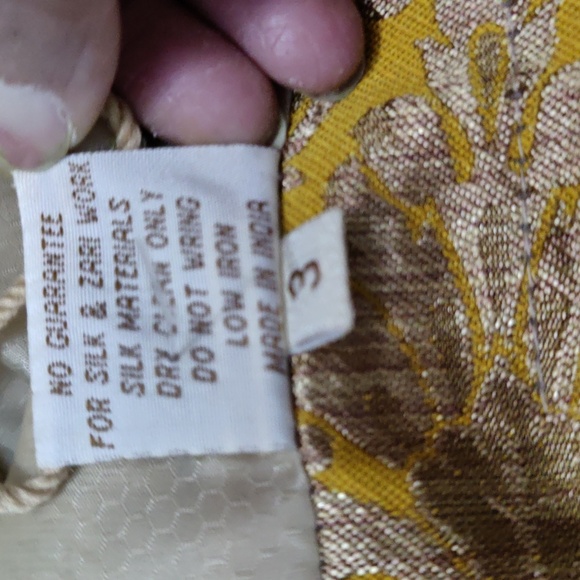 NO GUARANTEE
FOR SILK & ZARI WORK
SILK MATERIALS
DRY CLEAN ONLY
DO NOT WRING
LOW IRON
MADE IN INDIA
3